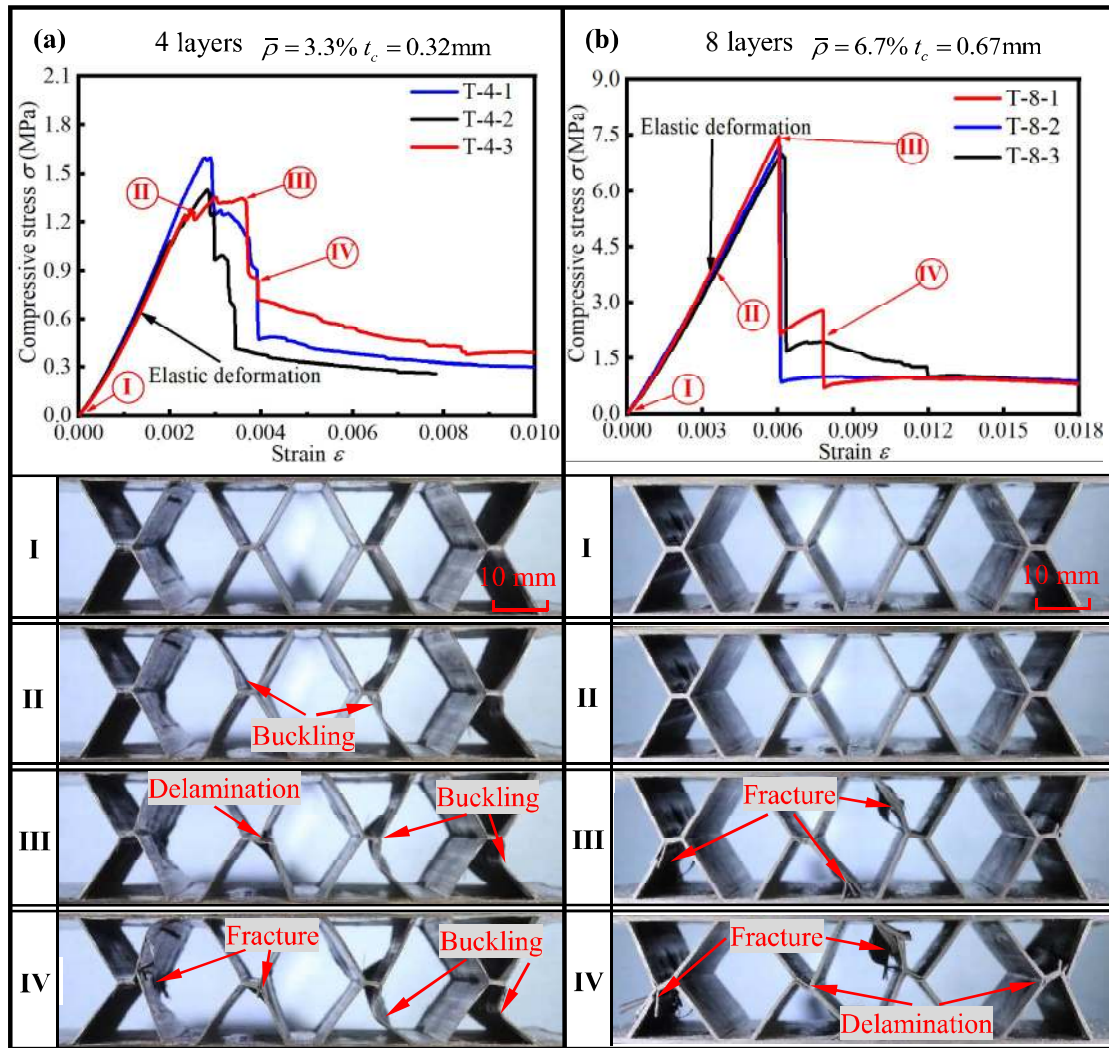 (a) 4 layers ρ̄ = 3.3% t_c = 0.32mm
Compressive stress σ (MPa)
2.1
1.8
1.5
1.2
0.9
0.6
0.3
0.0
T-4-1
T-4-2
T-4-3
II
III
IV
Elastic deformation
I
0.000 0.002 0.004 0.006 0.008 0.010
Strain ε
(b) 8 layers ρ̄ = 6.7% t_c = 0.67mm
Compressive stress σ (MPa)
9.0
7.5
6.0
4.5
3.0
1.5
0.0
T-8-1
T-8-2
T-8-3
Elastic deformation
III
IV
II
I
0.000 0.003 0.006 0.009 0.012 0.015 0.018
Strain ε
I
10 mm
II
Buckling
III
Delamination
Buckling
IV
Fracture
Buckling
I
10 mm
II
III
Fracture
IV
Fracture
Delamination